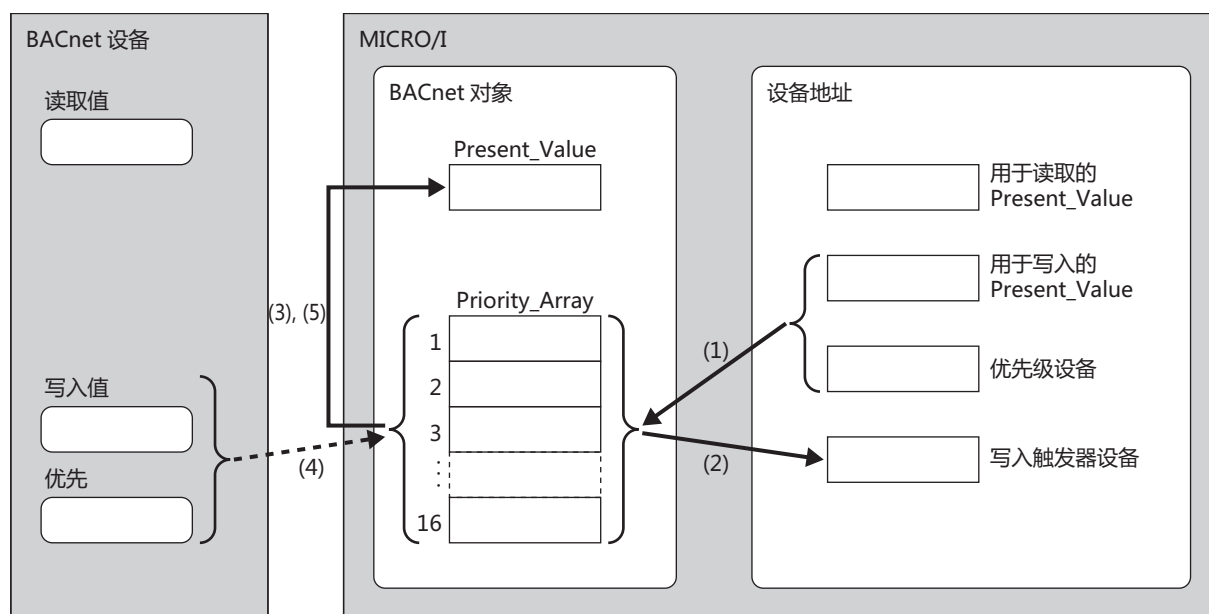 BACnet 设备
读取值
写入值
优先
(3), (5)
(4)
MICRO/I
BACnet 对象
Present_Value
Priority_Array
1
2
3
⋮
16
(1)
(2)
设备地址
用于读取的
Present_Value
用于写入的
Present_Value
优先级设备
写入触发器设备